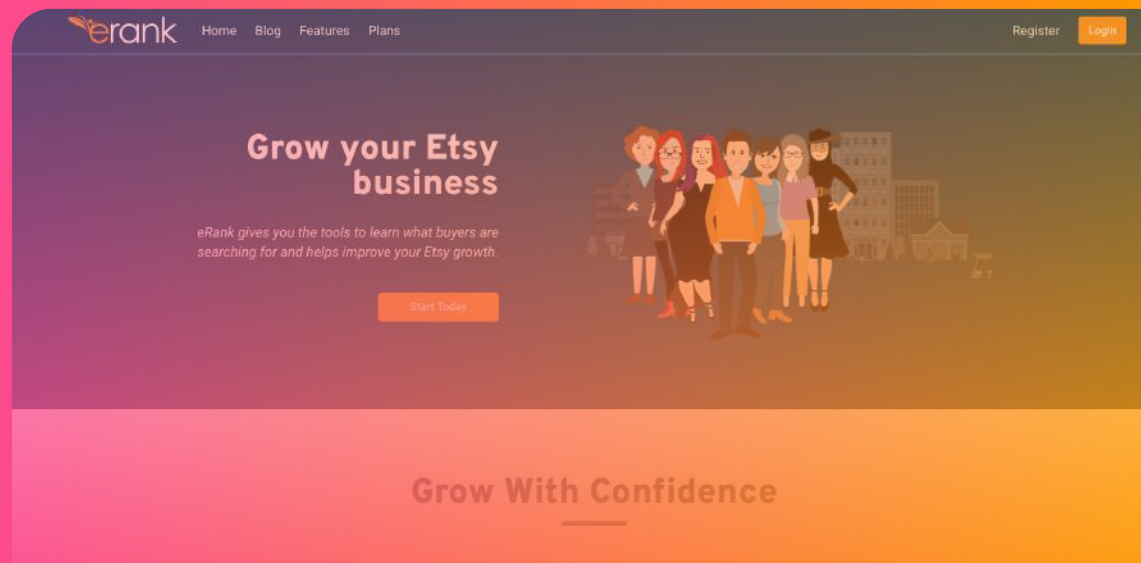 erank Home Blog Features Plans Register Login
Grow your Etsy
business
eRank gives you the tools to learn what buyers are
searching for and helps improve your Etsy growth.
Start Today
Grow With Confidence